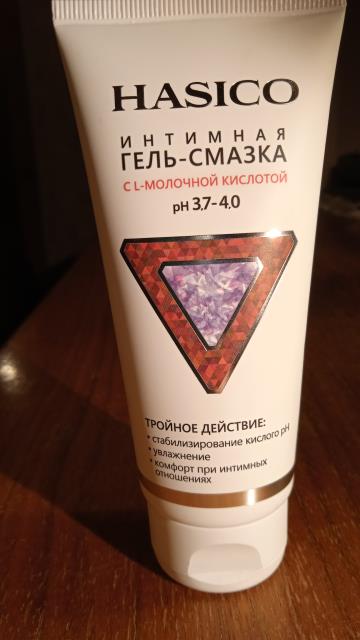 HASICO
ИНТИМНАЯ
ГЕЛЬ-СМАЗКА
С L-МОЛОЧНОЙ КИСЛОТОЙ
pH 3,7-4,0
ТРОЙНОЕ ДЕЙСТВИЕ:
• стабилизирование кислого pH
• увлажнение
• комфорт при интимных
отношениях